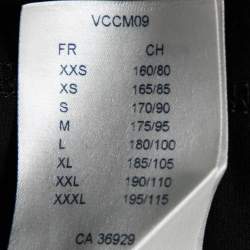 VCCM09
FR CH
XXS 160/80
XS 165/85
S 170/90
M 175/95
L 180/100
XL 185/105
XXL 190/110
XXXL 195/115
CA 36929